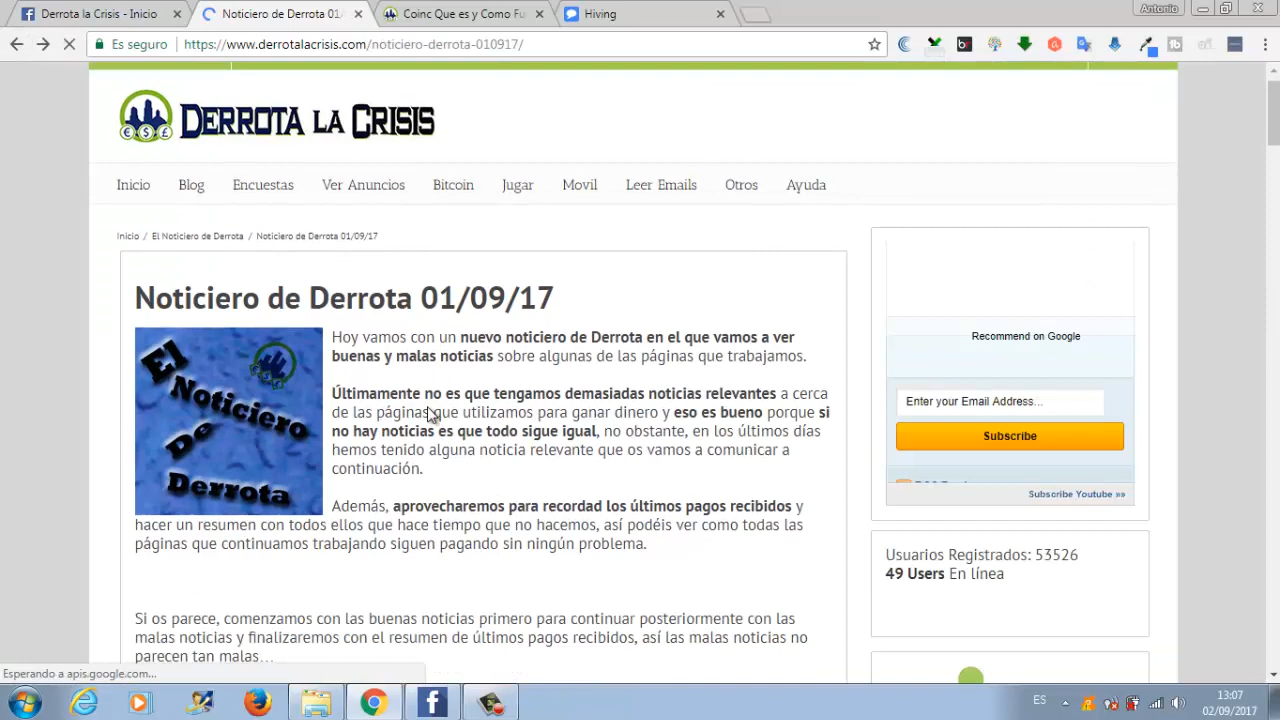 Derrota la Crisis - Inicio
Noticiero de Derrota 01/
Coinc Que es y Como Fu
Hiving
Antonio
Es seguro
https://www.derrotalacrisis.com/noticiero-derrota-010917/
DERROTA LA CRISIS
Inicio Blog Encuestas Ver Anuncios Bitcoin Jugar Movil Leer Emails Otros Ayuda
Inicio / El Noticiero de Derrota / Noticiero de Derrota 01/09/17
Noticiero de Derrota 01/09/17
El Noticiero De Derrota
Hoy vamos con un nuevo noticiero de Derrota en el que vamos a ver
buenas y malas noticias sobre algunas de las páginas que trabajamos.
Últimamente no es que tengamos demasiadas noticias relevantes a cerca
de las páginas que utilizamos para ganar dinero y eso es bueno porque si
no hay noticias es que todo sigue igual, no obstante, en los últimos días
hemos tenido alguna noticia relevante que os vamos a comunicar a
continuación.
Además, aprovecharemos para recordad los últimos pagos recibidos y
hacer un resumen con todos ellos que hace tiempo que no hacemos, así podéis ver como todas las
páginas que continuamos trabajando siguen pagando sin ningún problema.
Si os parece, comenzamos con las buenas noticias primero para continuar posteriormente con las
malas noticias y finalizaremos con el resumen de últimos pagos recibidos, así las malas noticias no
parecen tan malas…
Recommend on Google
Enter your Email Address...
Subscribe
Subscribe Youtube »»
Usuarios Registrados: 53526
49 Users En línea
Esperando a apis.google.com...
ES
13:07
02/09/2017